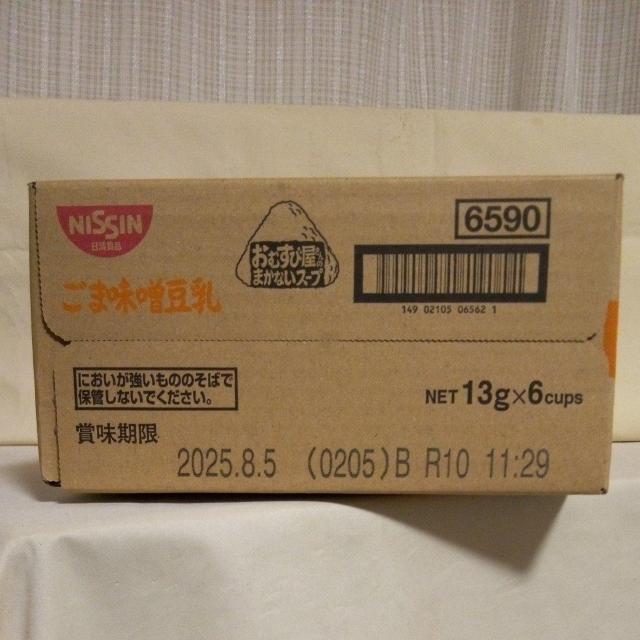 NISSIN
日清食品
ごま味噌豆乳
おむすび屋さんの
まかないスープ
6590
149 02105 06562 1
においが強いもののそばで
保管しないでください。
NET 13g×6cups
賞味期限
2025.8.5 (0205)B R10 11:29